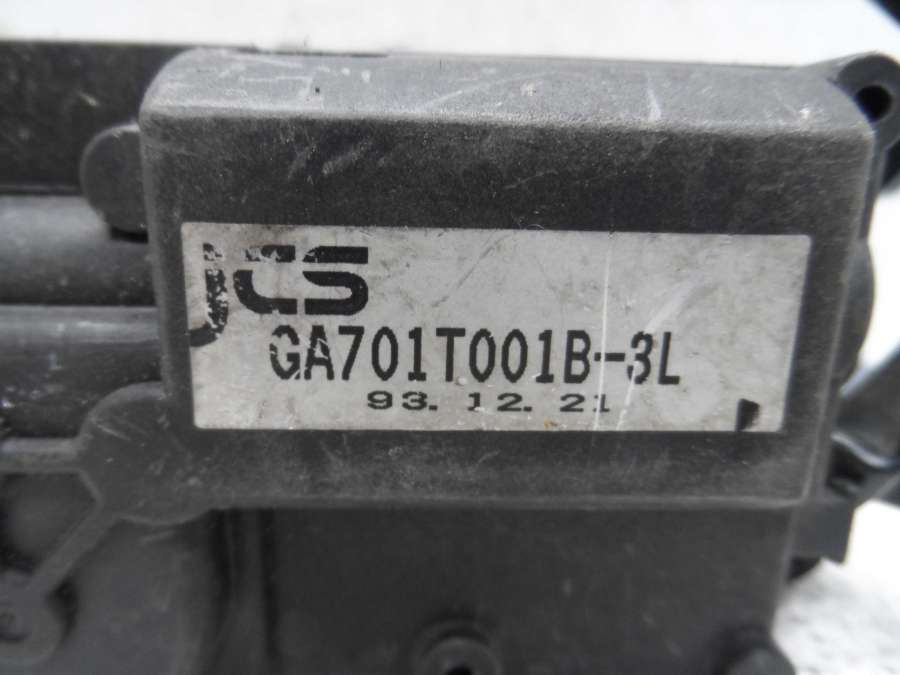 JCS
GA701T001B-3L
93. 12. 21